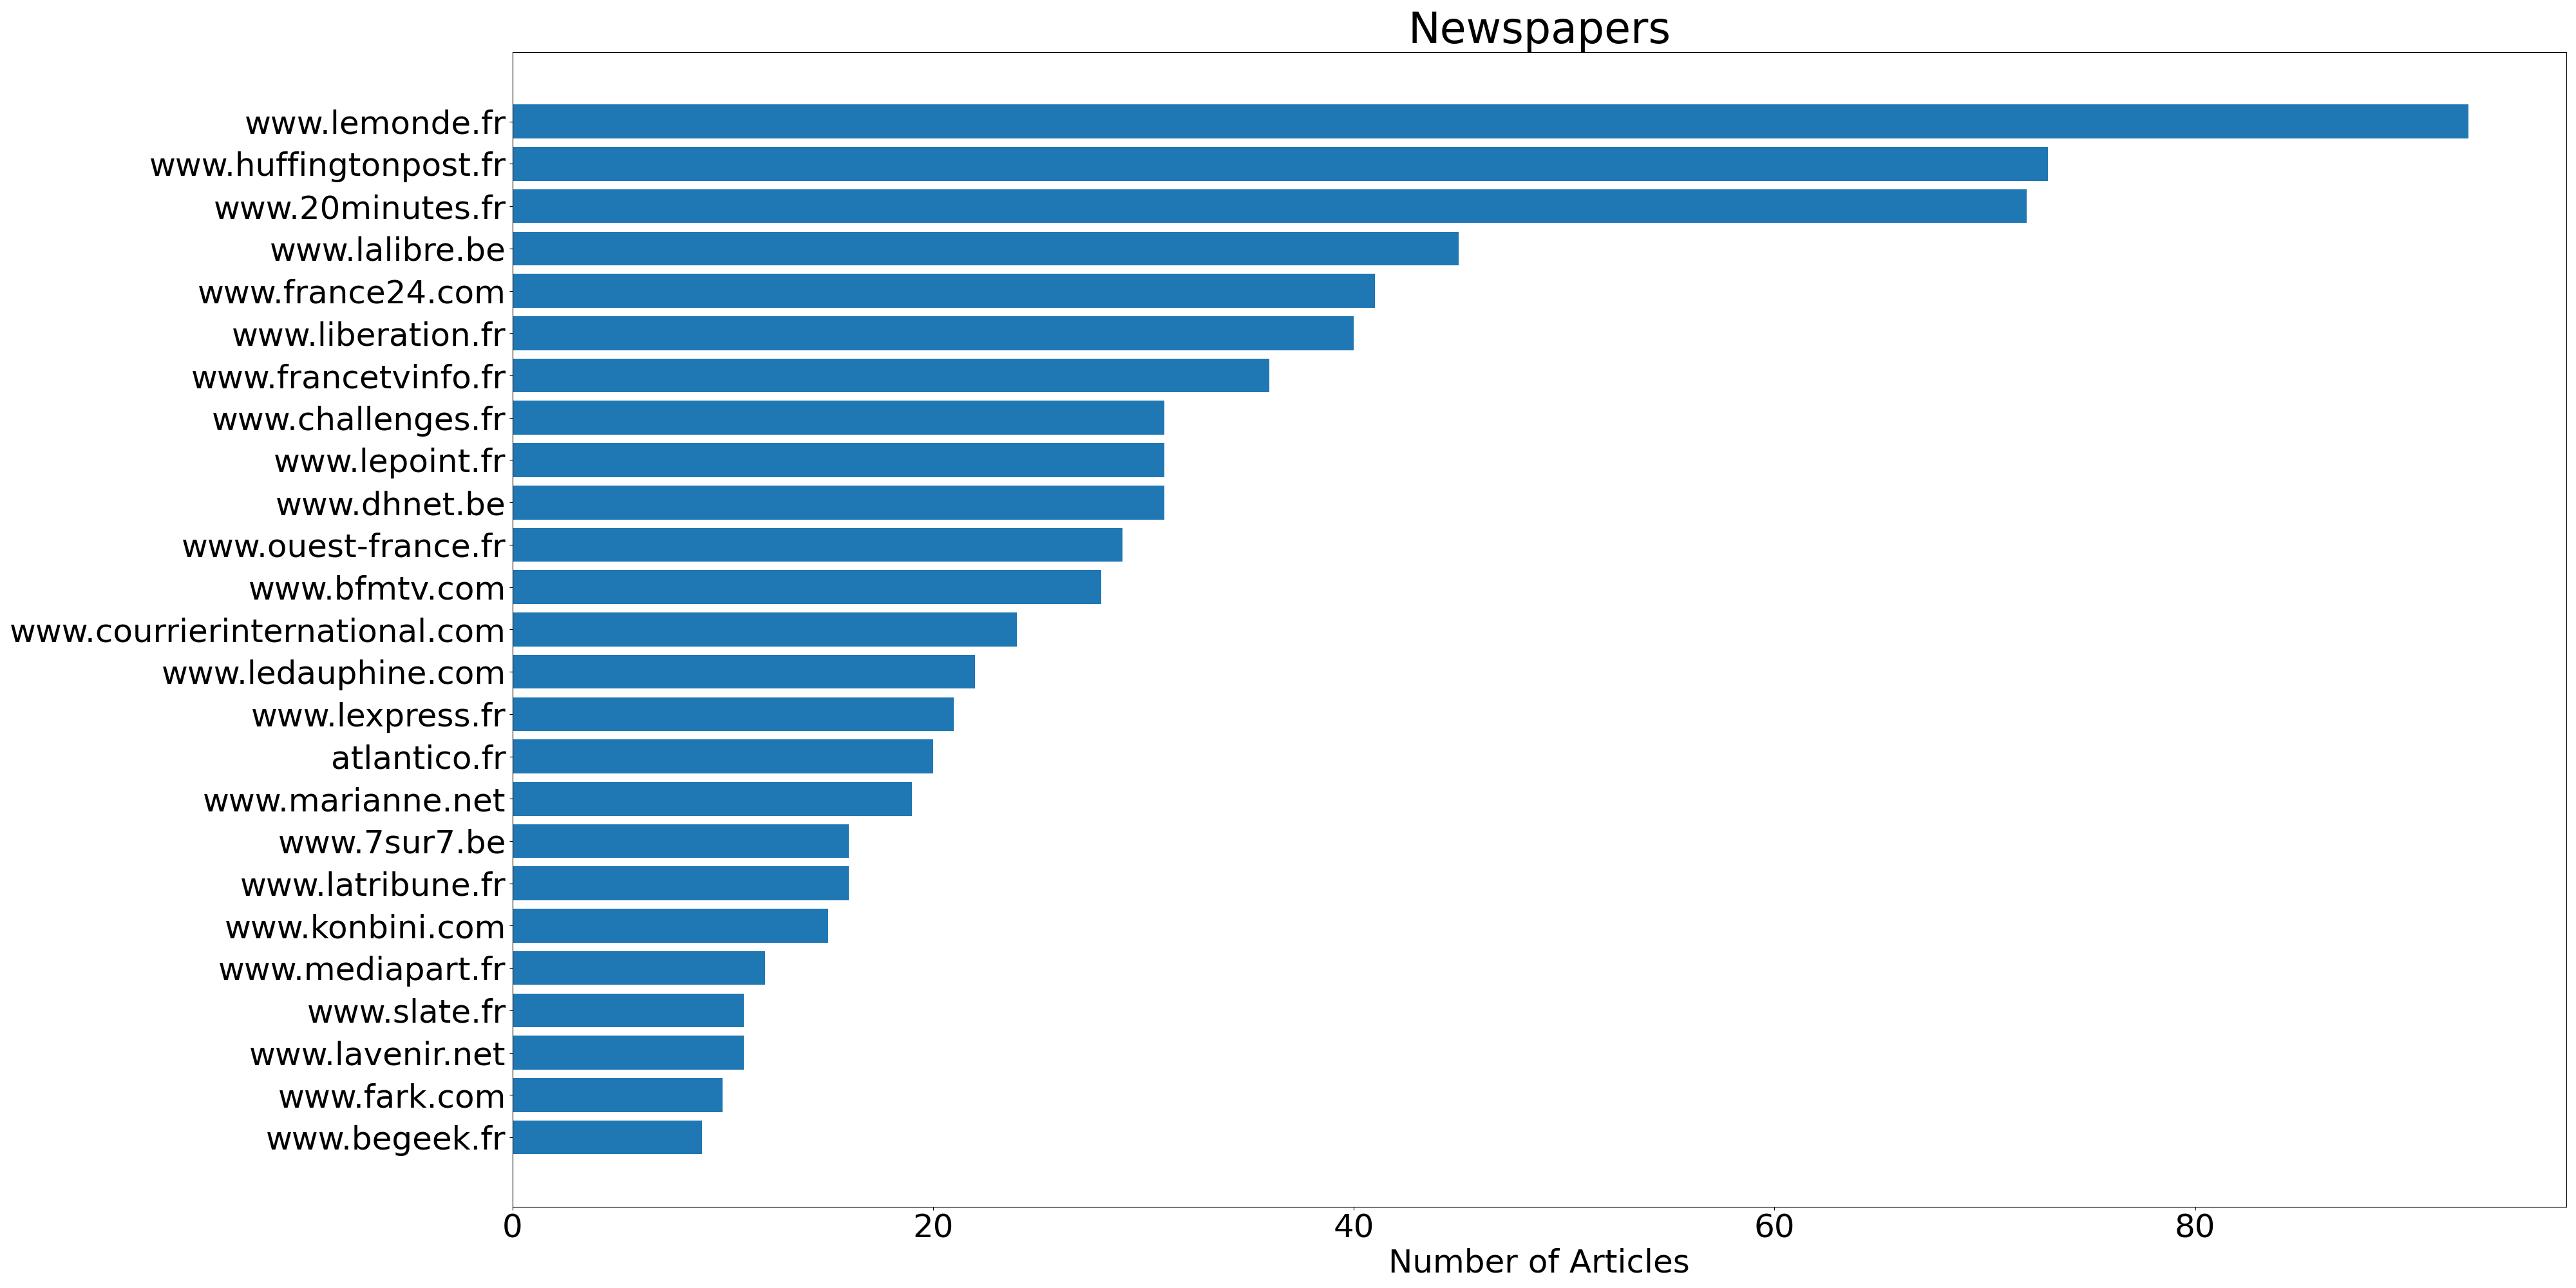 Newspapers
www.lemonde.fr
www.huffingtonpost.fr
www.20minutes.fr
www.lalibre.be
www.france24.com
www.liberation.fr
www.francetvinfo.fr
www.challenges.fr
www.lepoint.fr
www.dhnet.be
www.ouest-france.fr
www.bfmtv.com
www.courrierinternational.com
www.ledauphine.com
www.lexpress.fr
atlantico.fr
www.marianne.net
www.7sur7.be
www.latribune.fr
www.konbini.com
www.mediapart.fr
www.slate.fr
www.lavenir.net
www.fark.com
www.begeek.fr
0 20 40 60 80
Number of Articles